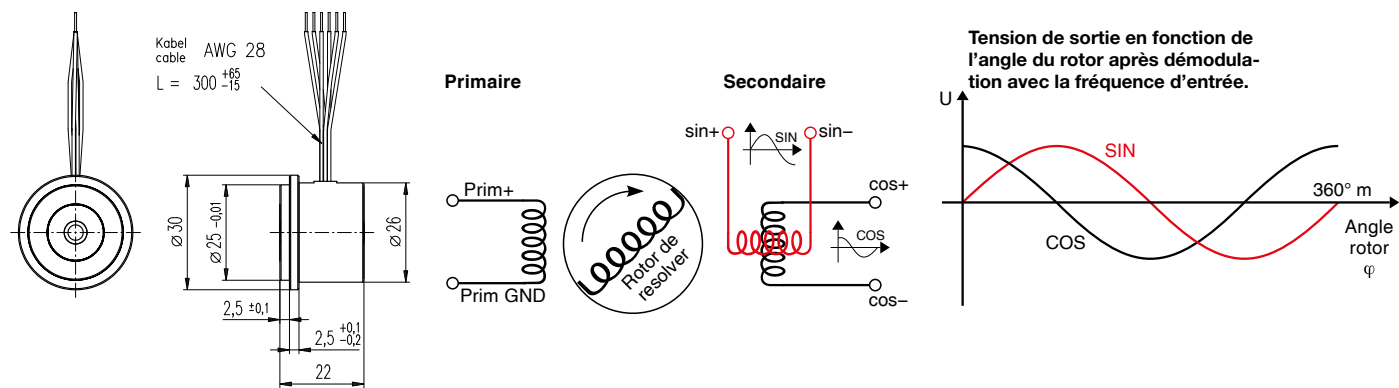 Kabel
cable AWG 28
L = 300 +65 -15
Ø30
Ø25 -0,01
Ø26
2,5 ±0,1
2,5 +0,1 -0,2
22
Primaire
Prim+
Prim GND
Rotor de
resolver
Secondaire
sin+
SIN
sin–
cos+
COS
cos–
Tension de sortie en fonction de
l’angle du rotor après démodula-
tion avec la fréquence d’entrée.
U
SIN
COS
360° m
Angle
rotor
φ